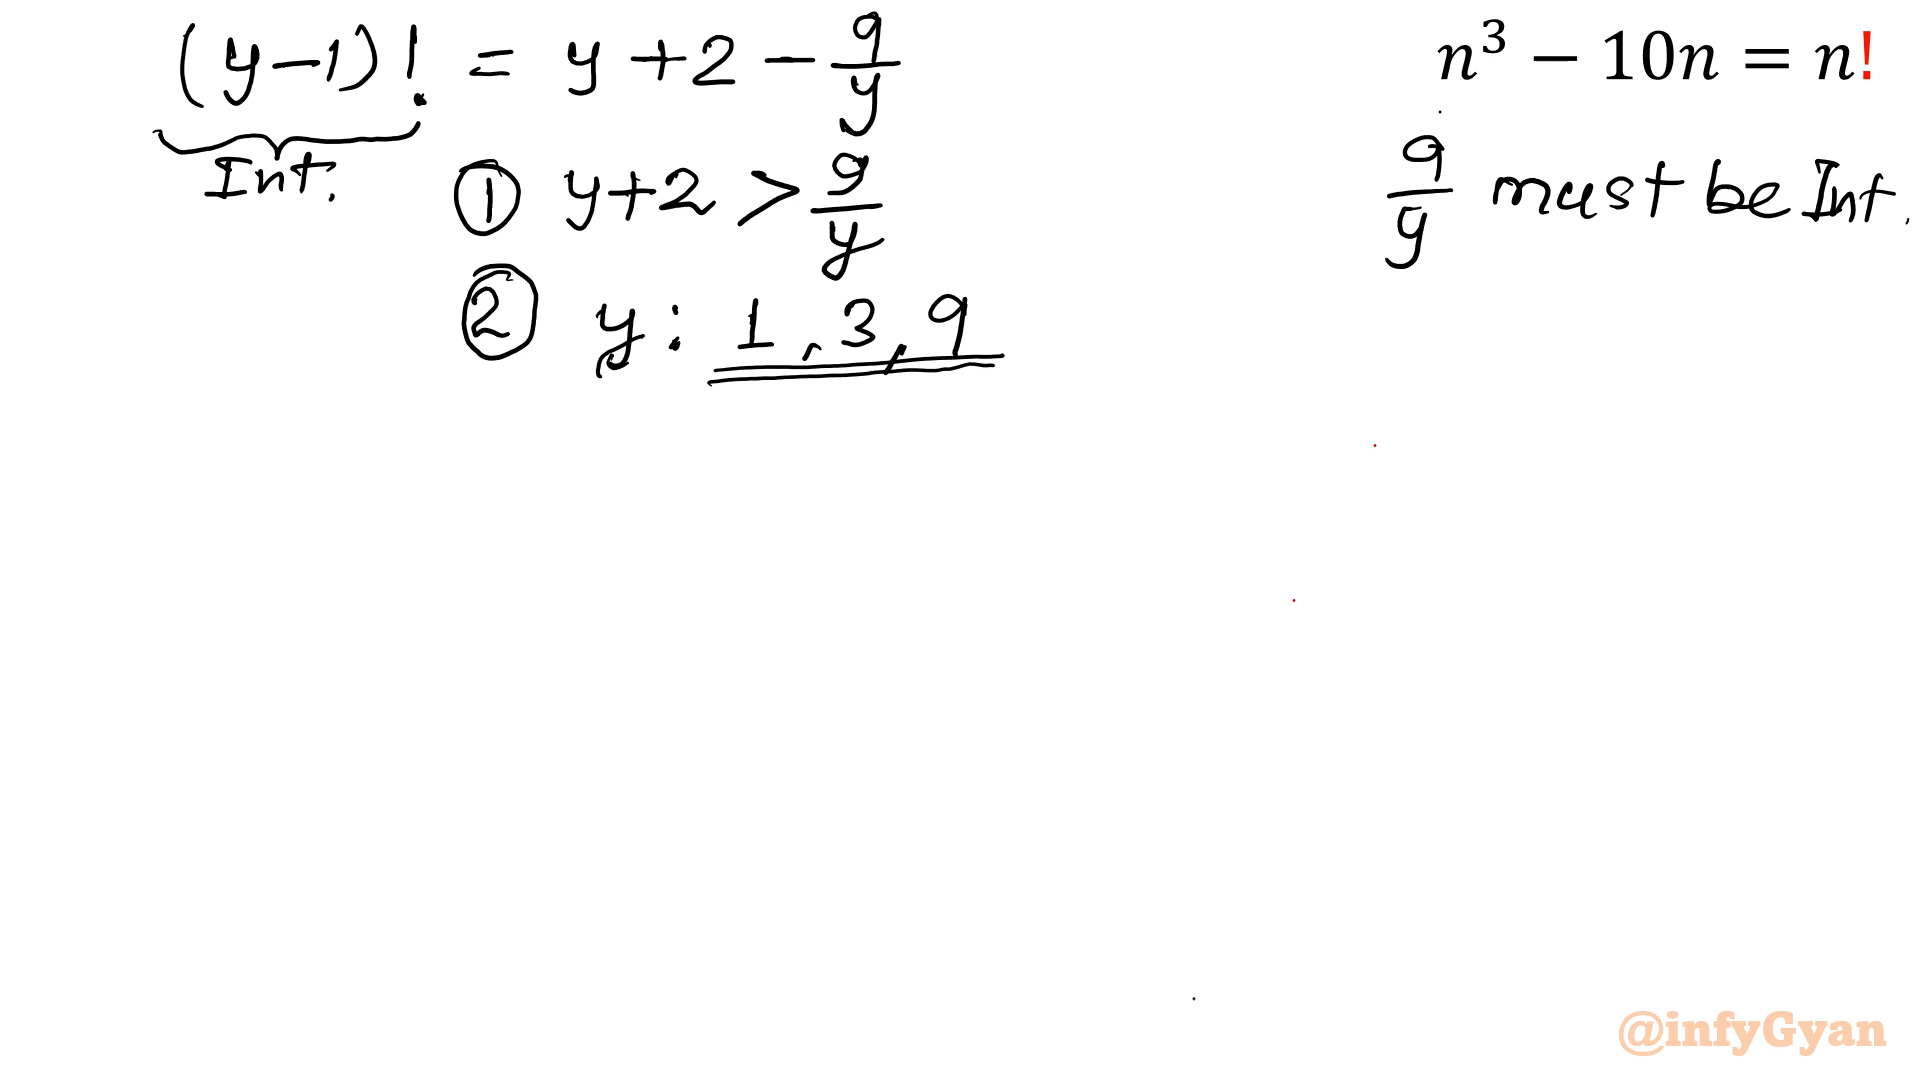 (y-1)! = y+2-9/y
n³ − 10n = n!
Int.
9/y must be Int.
① y+2 > 9/y
② y: 1, 3, 9
@infyGyan